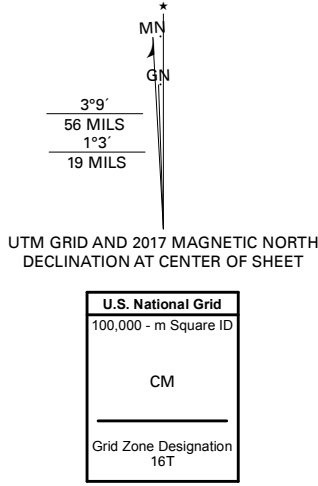 MN
GN
3°9´
56 MILS
1°3´
19 MILS
UTM GRID AND 2017 MAGNETIC NORTH
DECLINATION AT CENTER OF SHEET
U.S. National Grid
100,000 - m Square ID
CM
Grid Zone Designation
16T